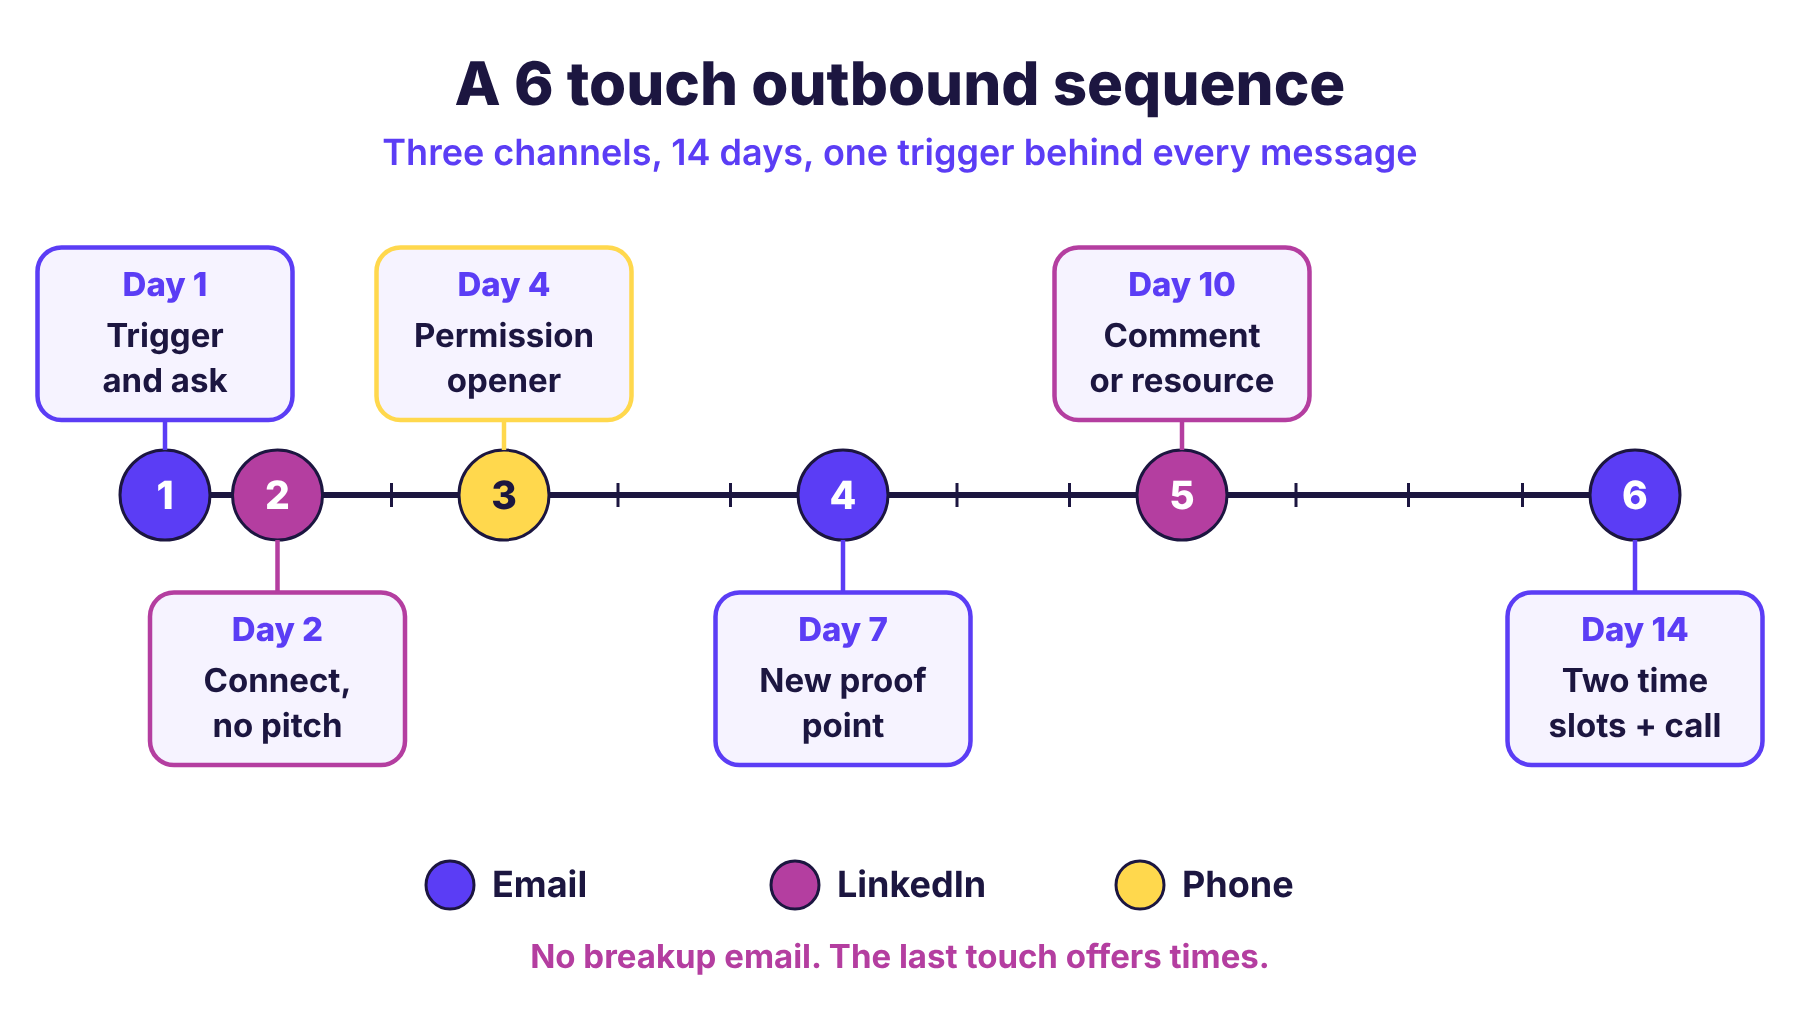 A 6 touch outbound sequence
Three channels, 14 days, one trigger behind every message
Day 1
Trigger
and ask
Day 4
Permission
opener
Day 10
Comment
or resource
1
2
3
4
5
6
Day 2
Connect,
no pitch
Day 7
New proof
point
Day 14
Two time
slots + call
Email
LinkedIn
Phone
No breakup email. The last touch offers times.